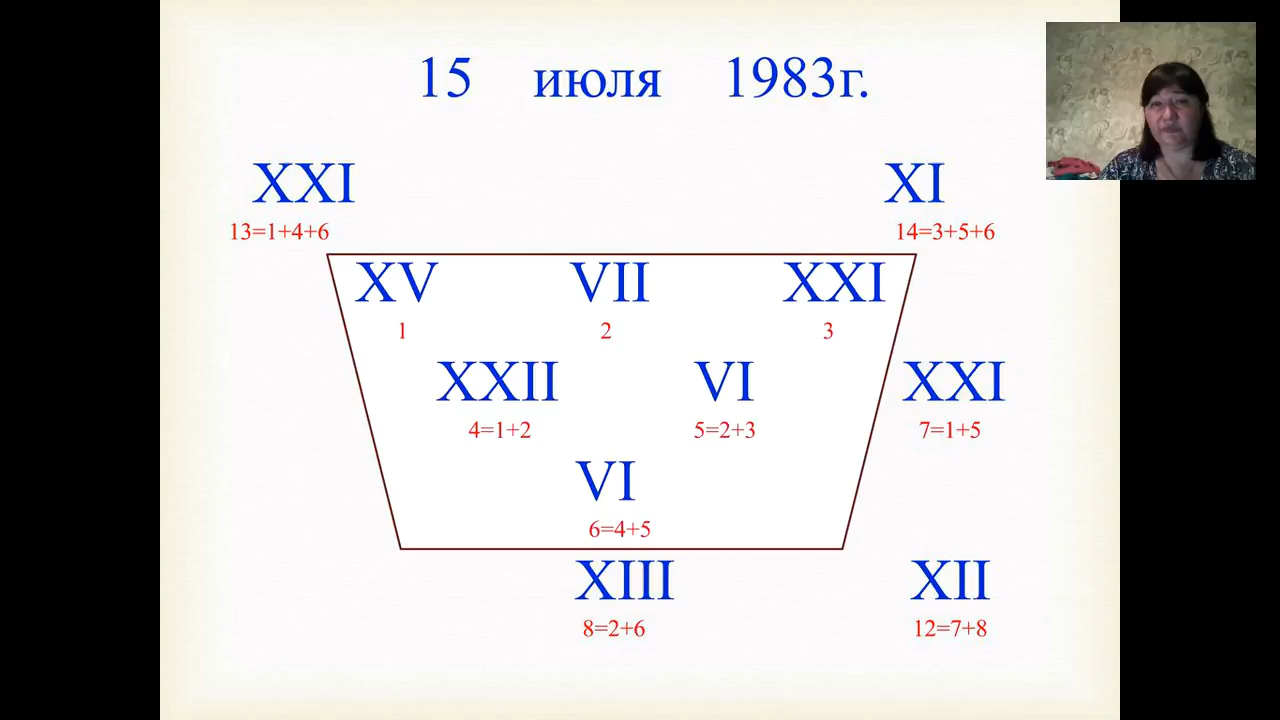 15 июля 1983г.
XXI XI
13=1+4+6 14=3+5+6
XV VII XXI
1 2 3
XXII VI XXI
4=1+2 5=2+3 7=1+5
VI
6=4+5
XIII XII
8=2+6 12=7+8